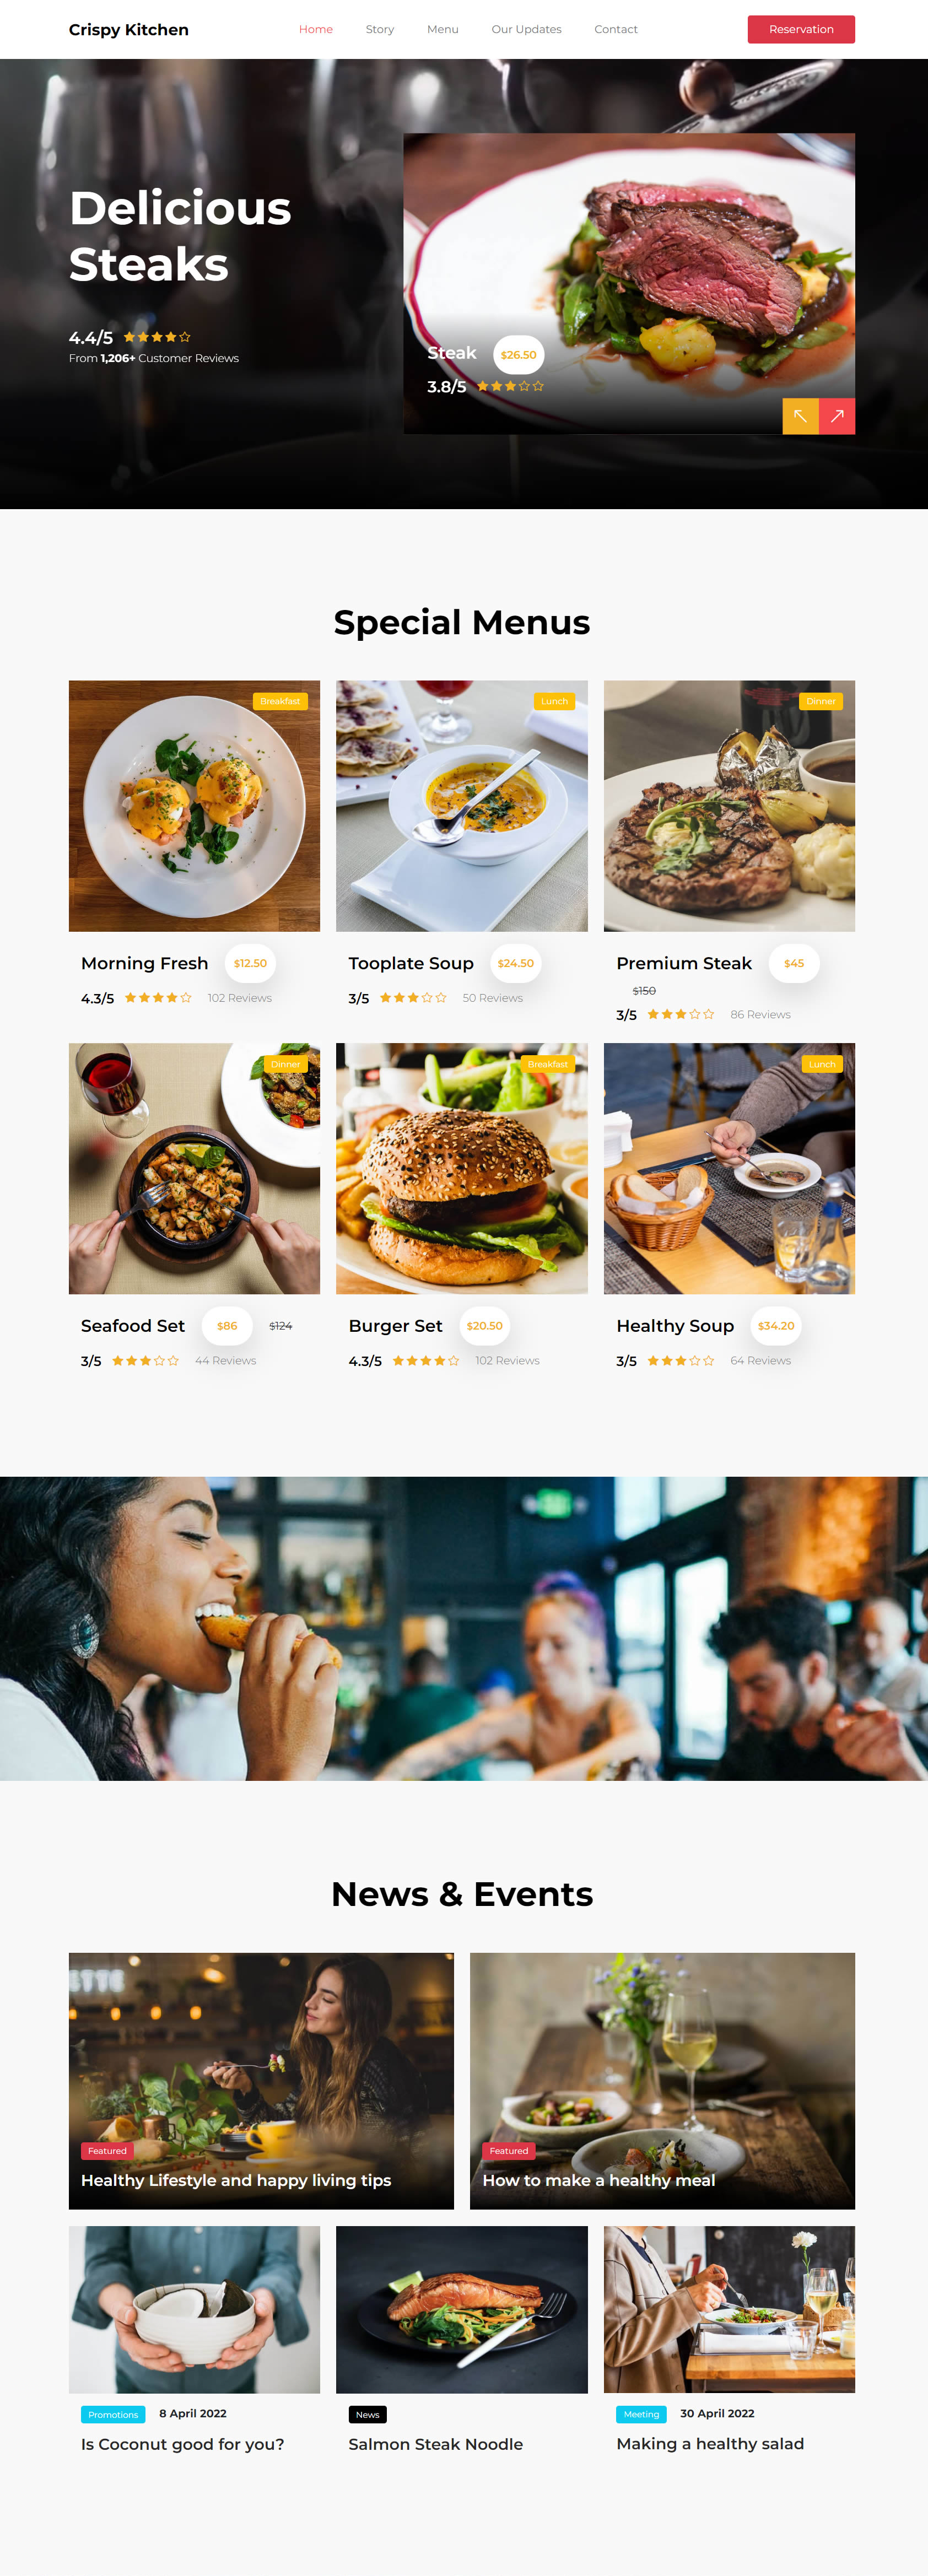 Crispy Kitchen
Home
Story
Menu
Our Updates
Contact
Reservation
Delicious
Steaks
4.4/5
From 1,206+ Customer Reviews
Steak
$26.50
3.8/5
Special Menus
Breakfast
Lunch
Dinner
Morning Fresh
$12.50
4.3/5
102 Reviews
Tooplate Soup
$24.50
3/5
50 Reviews
Premium Steak
$45
$150
3/5
86 Reviews
Dinner
Breakfast
Lunch
Seafood Set
$86
$124
3/5
44 Reviews
Burger Set
$20.50
4.3/5
102 Reviews
Healthy Soup
$34.20
3/5
64 Reviews
News & Events
ETTE
Featured
Healthy Lifestyle and happy living tips
Featured
How to make a healthy meal
Promotions
8 April 2022
Is Coconut good for you?
News
Salmon Steak Noodle
Meeting
30 April 2022
Making a healthy salad